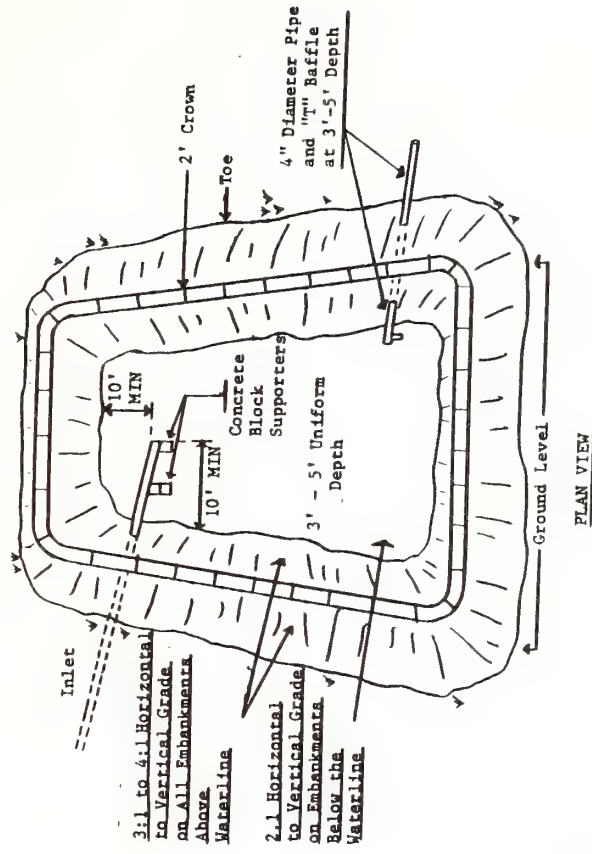 Inlet
3:1 to 4:1 Horizontal
to Vertical Grade
on All Embankments
Above
Waterline
2.1 Horizontal
to Vertical Grade
on Embankments
Below the
Waterline
10'
MIN
10' MIN
Concrete
Block
Supporters
3' - 5' Uniform
Depth
2' Crown
Toe
4" Diameter Pipe
and "T" Baffle
at 3'-5' Depth
Ground Level
PLAN VIEW